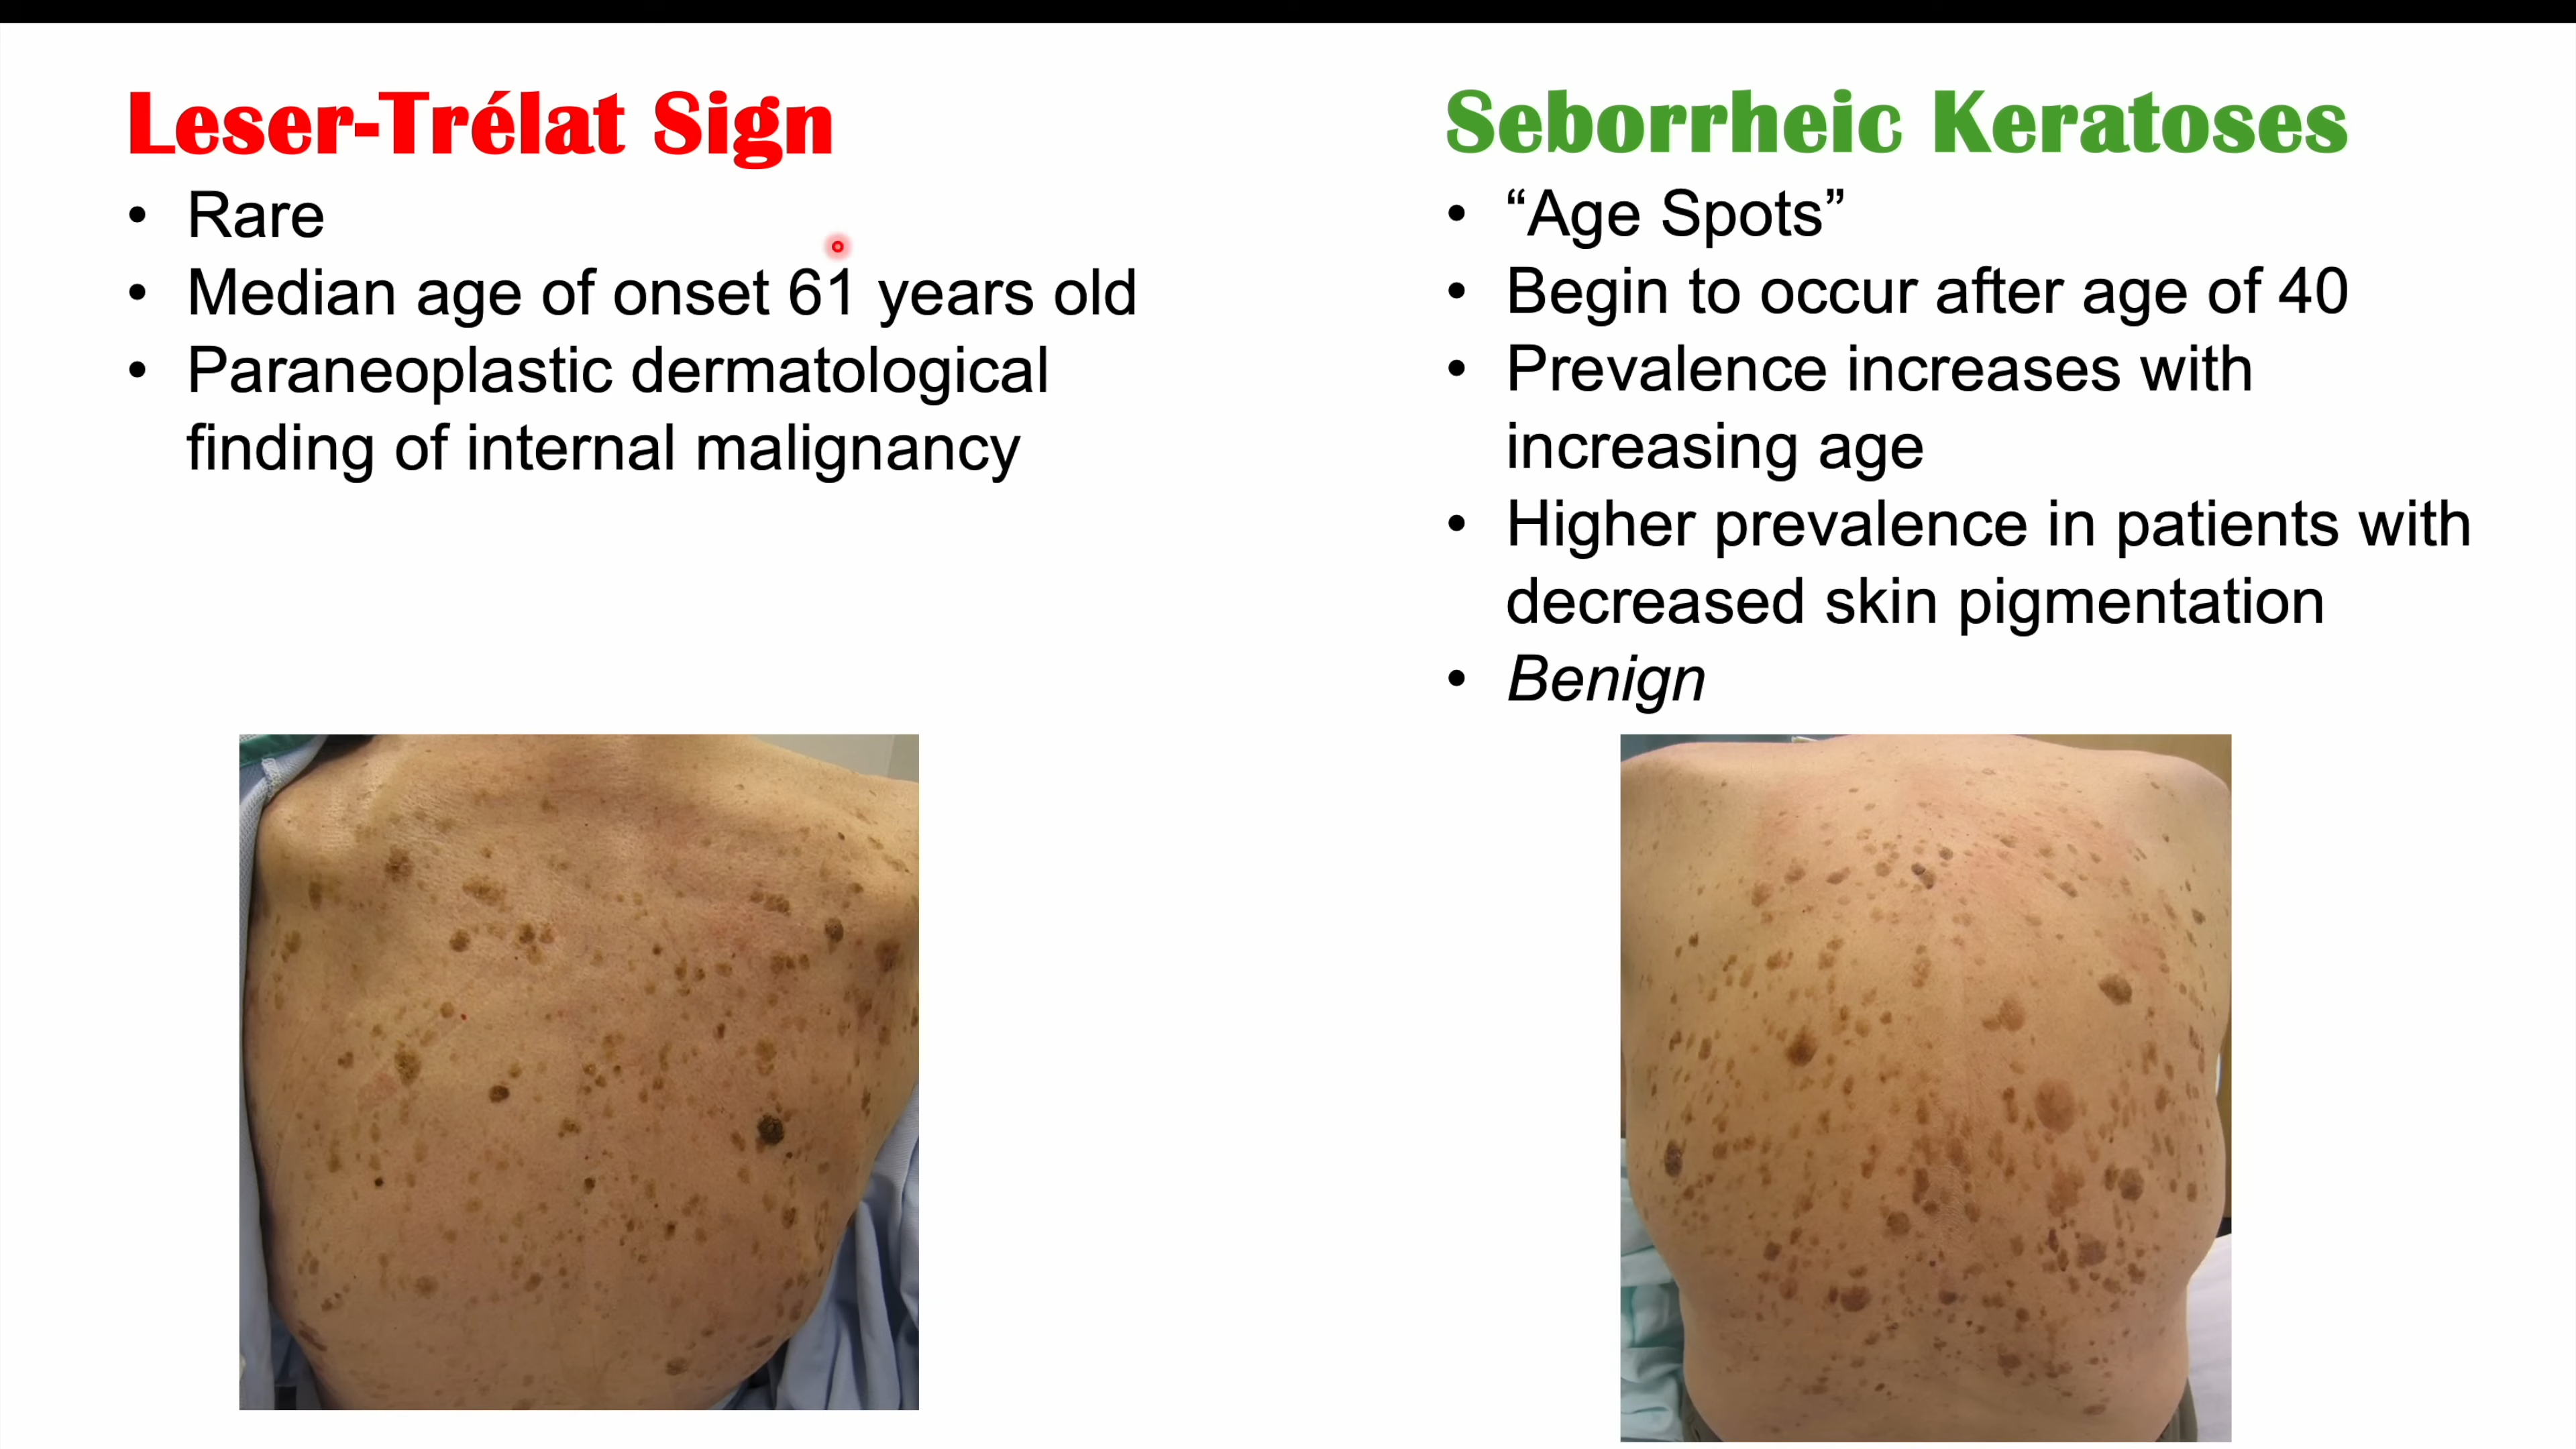 Leser-Trélat Sign
• Rare
• Median age of onset 61 years old
• Paraneoplastic dermatological
finding of internal malignancy
Seborrheic Keratoses
• “Age Spots”
• Begin to occur after age of 40
• Prevalence increases with
increasing age
• Higher prevalence in patients with
decreased skin pigmentation
• Benign